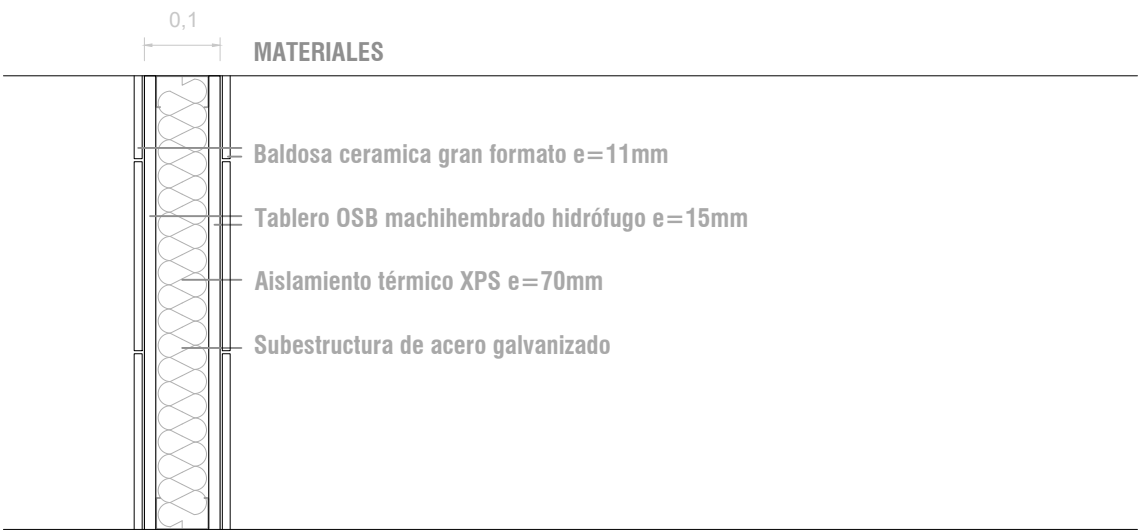 0,1
MATERIALES
Baldosa ceramica gran formato e=11mm
Tablero OSB machihembrado hidrófugo e=15mm
Aislamiento térmico XPS e=70mm
Subestructura de acero galvanizado